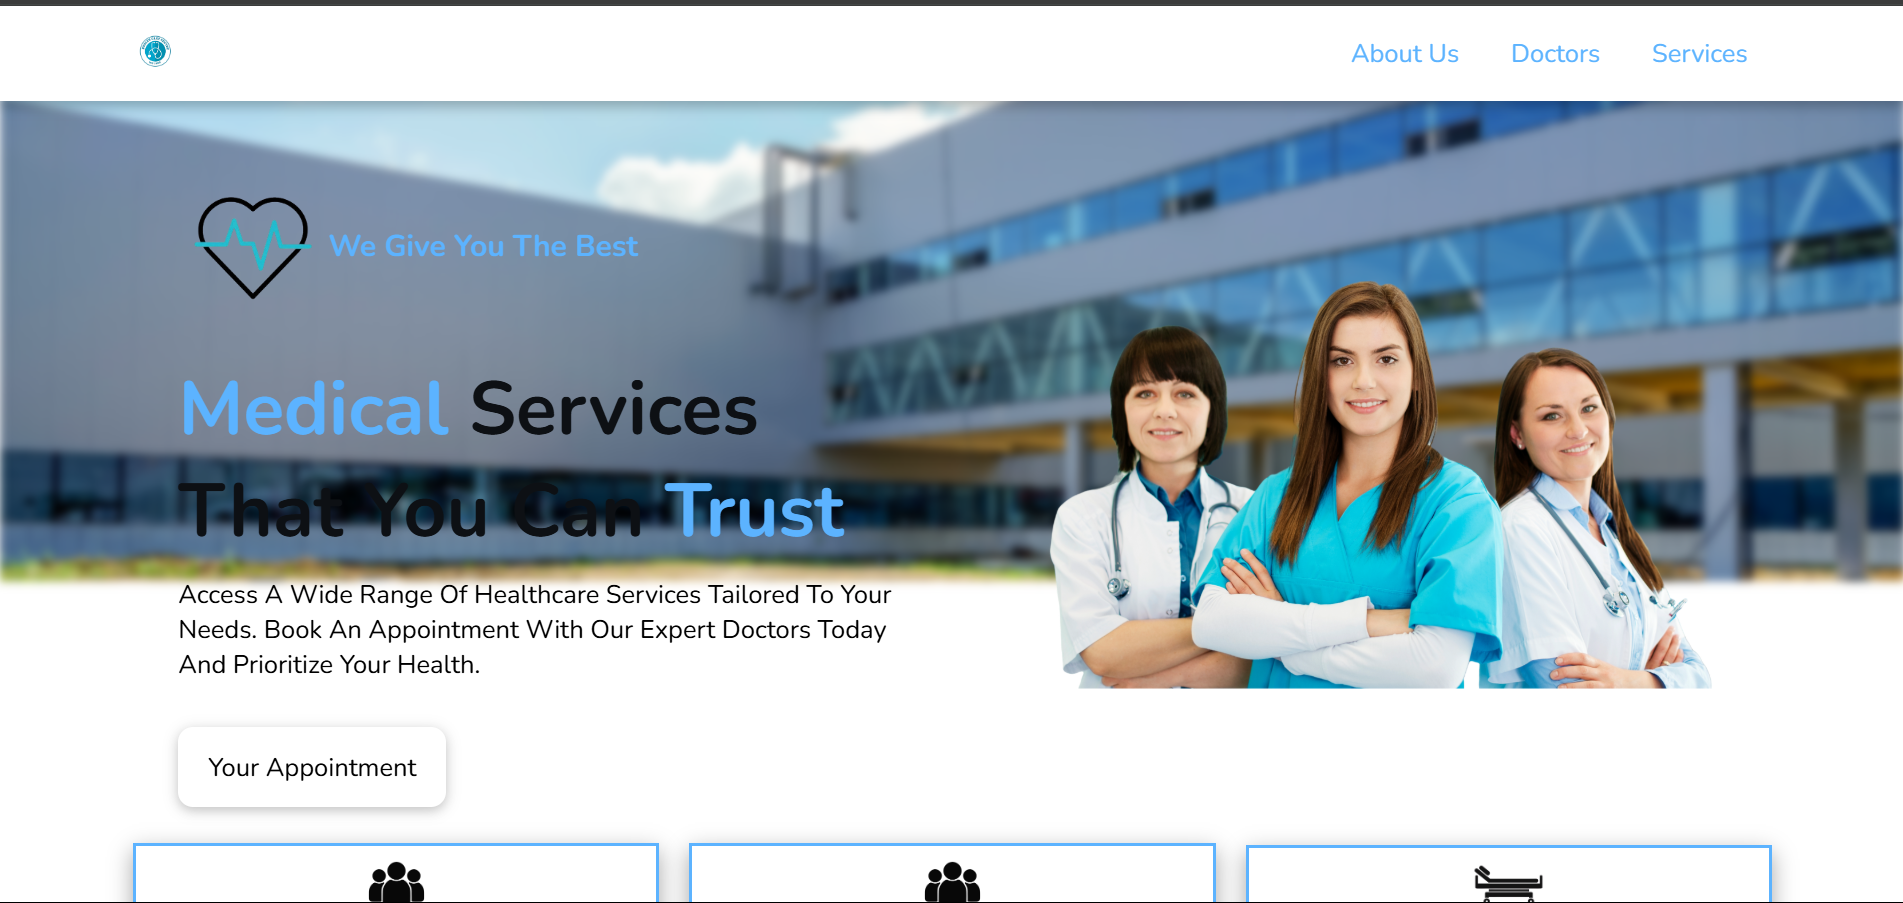 About Us Doctors Services
We Give You The Best
Medical Services
That You Can Trust
Access A Wide Range Of Healthcare Services Tailored To Your
Needs. Book An Appointment With Our Expert Doctors Today
And Prioritize Your Health.
Your Appointment